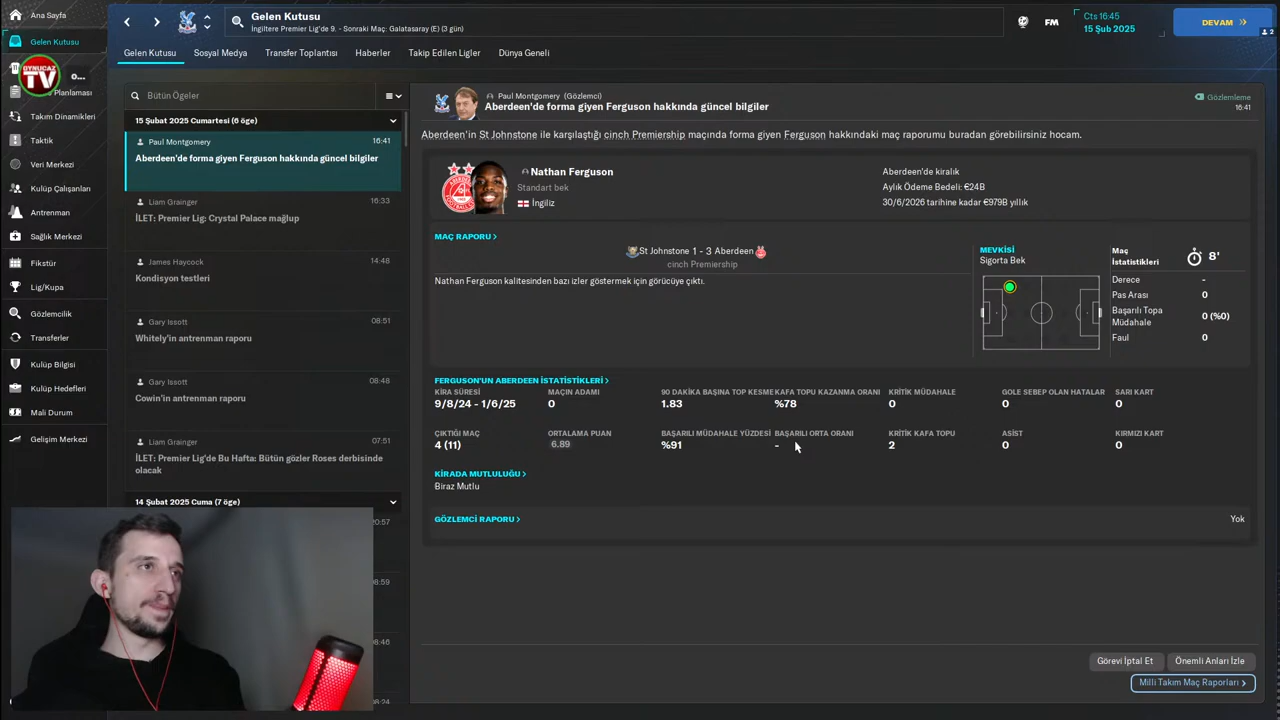 Ana Sayfa
Gelen Kutusu
Planlaması
Takım Dinamikleri
Taktik
Veri Merkezi
Kulüp Çalışanları
Antrenman
Sağlık Merkezi
Fikstür
Lig/Kupa
Gözlemcilik
Transferler
Kulüp Bilgisi
Kulüp Hedefleri
Mali Durum
Gelişim Merkezi
OYNUCAZ
TV
o...
Gelen Kutusu
İngiltere Premier Lig'de 9. - Sonraki Maç: Galatasaray (E) (3 gün)
FM
Cts 16:45
15 Şub 2025
DEVAM
2
Gelen Kutusu
Sosyal Medya
Transfer Toplantısı
Haberler
Takip Edilen Ligler
Dünya Geneli
Bütün Ögeler
15 Şubat 2025 Cumartesi (6 öge)
Paul Montgomery
16:41
Aberdeen'de forma giyen Ferguson hakkında güncel bilgiler
Liam Grainger
16:33
İLET: Premier Lig: Crystal Palace mağlup
James Haycock
14:48
Kondisyon testleri
Gary Issott
08:51
Whitely'in antrenman raporu
Gary Issott
08:48
Cowin'in antrenman raporu
Liam Grainger
07:51
İLET: Premier Lig'de Bu Hafta: Bütün gözler Roses derbisinde
olacak
14 Şubat 2025 Cuma (7 öge)
20:57
08:59
08:46
08:24
Paul Montgomery (Gözlemci)
Aberdeen'de forma giyen Ferguson hakkında güncel bilgiler
Gözlemleme
16:41
Aberdeen'in St Johnstone ile karşılaştığı cinch Premiership maçında forma giyen Ferguson hakkındaki maç raporumu buradan görebilirsiniz hocam.
Nathan Ferguson
Standart bek
İngiliz
Aberdeen'de kiralık
Aylık Ödeme Bedeli: €24B
30/6/2026 tarihine kadar €979B yıllık
MAÇ RAPORU
St Johnstone 1 - 3 Aberdeen
cinch Premiership
Nathan Ferguson kalitesinden bazı izler göstermek için görücüye çıktı.
MEVKİSİ
Sigorta Bek
Maç
İstatistikleri
8'
Derece
-
Pas Arası
0
Başarılı Topa
Müdahale
0 (%0)
Faul
0
FERGUSON'UN ABERDEEN İSTATİSTİKLERİ
KİRA SÜRESİ
9/8/24 - 1/6/25
MAÇIN ADAMI
0
90 DAKİKA BAŞINA TOP KESME
1.83
KAFA TOPU KAZANMA ORANI
%78
KRİTİK MÜDAHALE
0
GOLE SEBEP OLAN HATALAR
0
SARI KART
0
ÇIKTIĞI MAÇ
4 (11)
ORTALAMA PUAN
6.89
BAŞARILI MÜDAHALE YÜZDESİ
%91
BAŞARILI ORTA ORANI
-
KRİTİK KAFA TOPU
2
ASİST
0
KIRMIZI KART
0
KİRADA MUTLULUĞU
Biraz Mutlu
GÖZLEMCİ RAPORU
Yok
Görevi İptal Et
Önemli Anları İzle
Milli Takım Maç Raporları